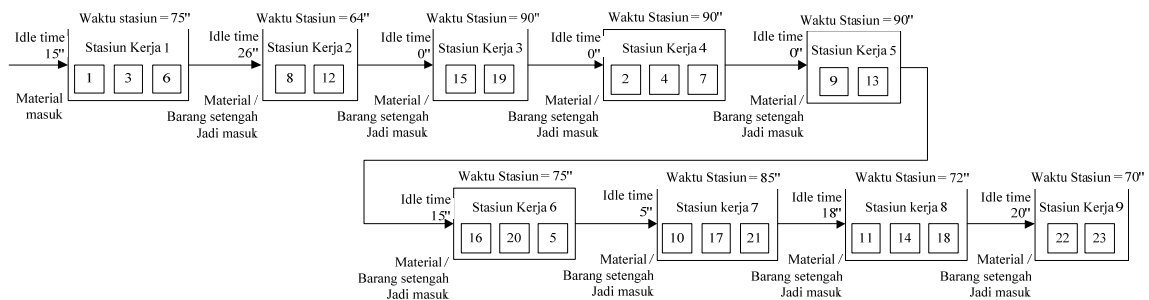 Waktu stasiun = 75"
Idle time
15"
Stasiun Kerja 1
1 3 6
Material
masuk
Waktu Stasiun = 64"
Idle time
26"
Stasiun Kerja 2
8 12
Material /
Barang setengah
Jadi masuk
Waktu Stasiun = 90"
Idle time
0"
Stasiun Kerja 3
15 19
Material /
Barang setengah
Jadi masuk
Waktu Stasiun = 90"
Idle time
0"
Stasiun Kerja 4
2 4 7
Material /
Barang setengah
Jadi masuk
Waktu Stasiun = 90"
Idle time
0"
Stasiun Kerja 5
9 13
Material /
Barang setengah
Jadi masuk
Waktu Stasiun = 75"
Idle time
15"
Stasiun Kerja 6
16 20 5
Material /
Barang setengah
Jadi masuk
Waktu Stasiun = 85"
Idle time
5"
Stasiun kerja 7
10 17 21
Material /
Barang setengah
Jadi masuk
Waktu Stasiun = 72"
Idle time
18"
Stasiun kerja 8
11 14 18
Material /
Barang setengah
Jadi masuk
Waktu Stasiun = 70"
Idle time
20"
Stasiun Kerja 9
22 23
Material /
Barang setengah
Jadi masuk